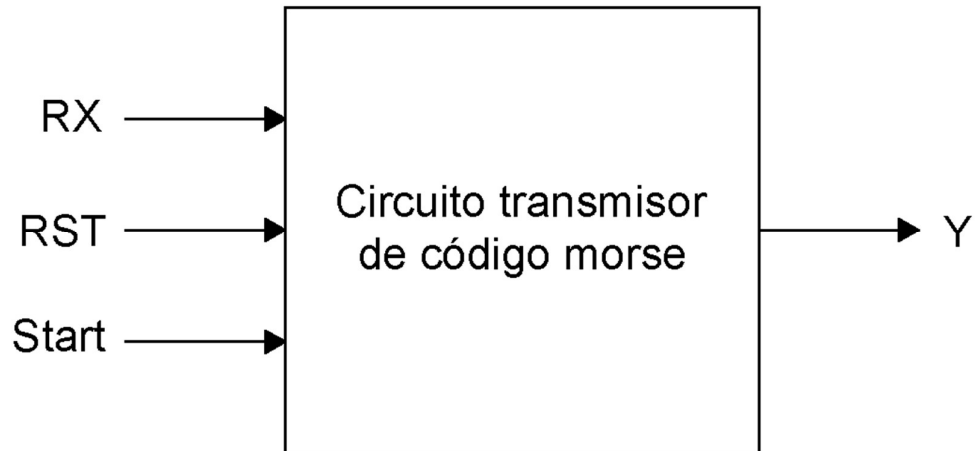 RX
RST
Start
Circuito transmisor
de código morse
Y